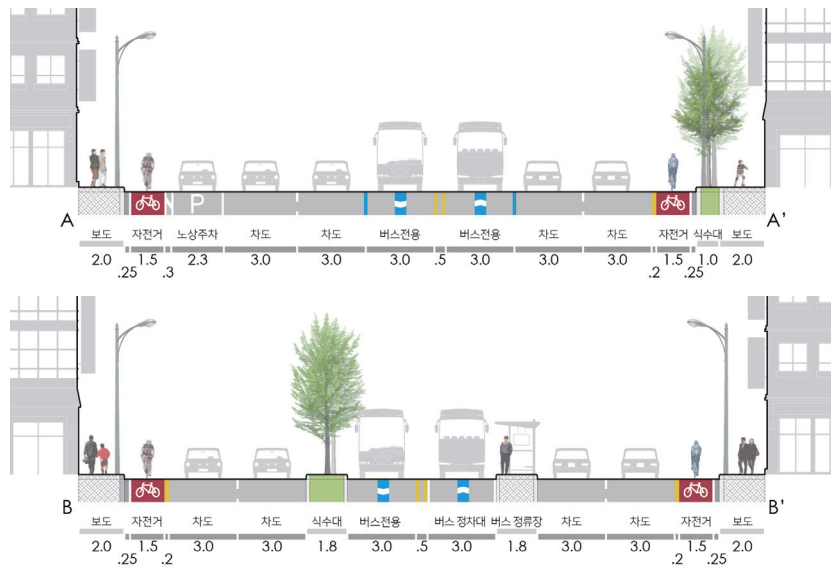 P
A
A'
보도 자전거 노상주차 차도 차도 버스전용 버스전용 차도 차도 자전거 식수대 보도
2.0 1.5 2.3 3.0 3.0 3.0 .5 3.0 3.0 3.0 .2 1.5 1.0 2.0
.25 .3 .25
B
B'
보도 자전거 차도 차도 식수대 버스전용 버스 정차대 버스 정류장 차도 차도 자전거 보도
2.0 1.5 3.0 3.0 1.8 3.0 .5 3.0 1.8 3.0 3.0 1.5 2.0
.25 .2 .2 .25